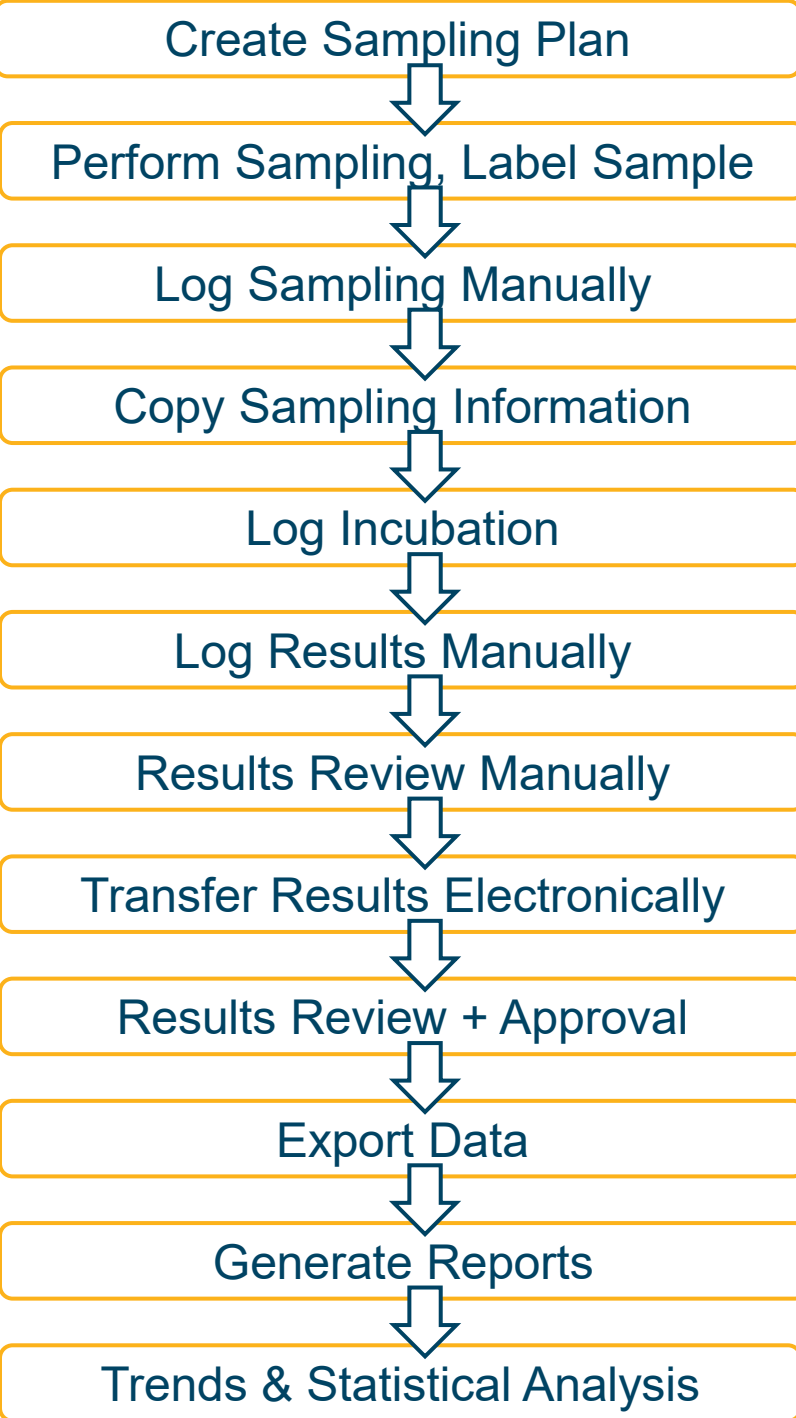 Create Sampling Plan
Perform Sampling, Label Sample
Log Sampling Manually
Copy Sampling Information
Log Incubation
Log Results Manually
Results Review Manually
Transfer Results Electronically
Results Review + Approval
Export Data
Generate Reports
Trends & Statistical Analysis